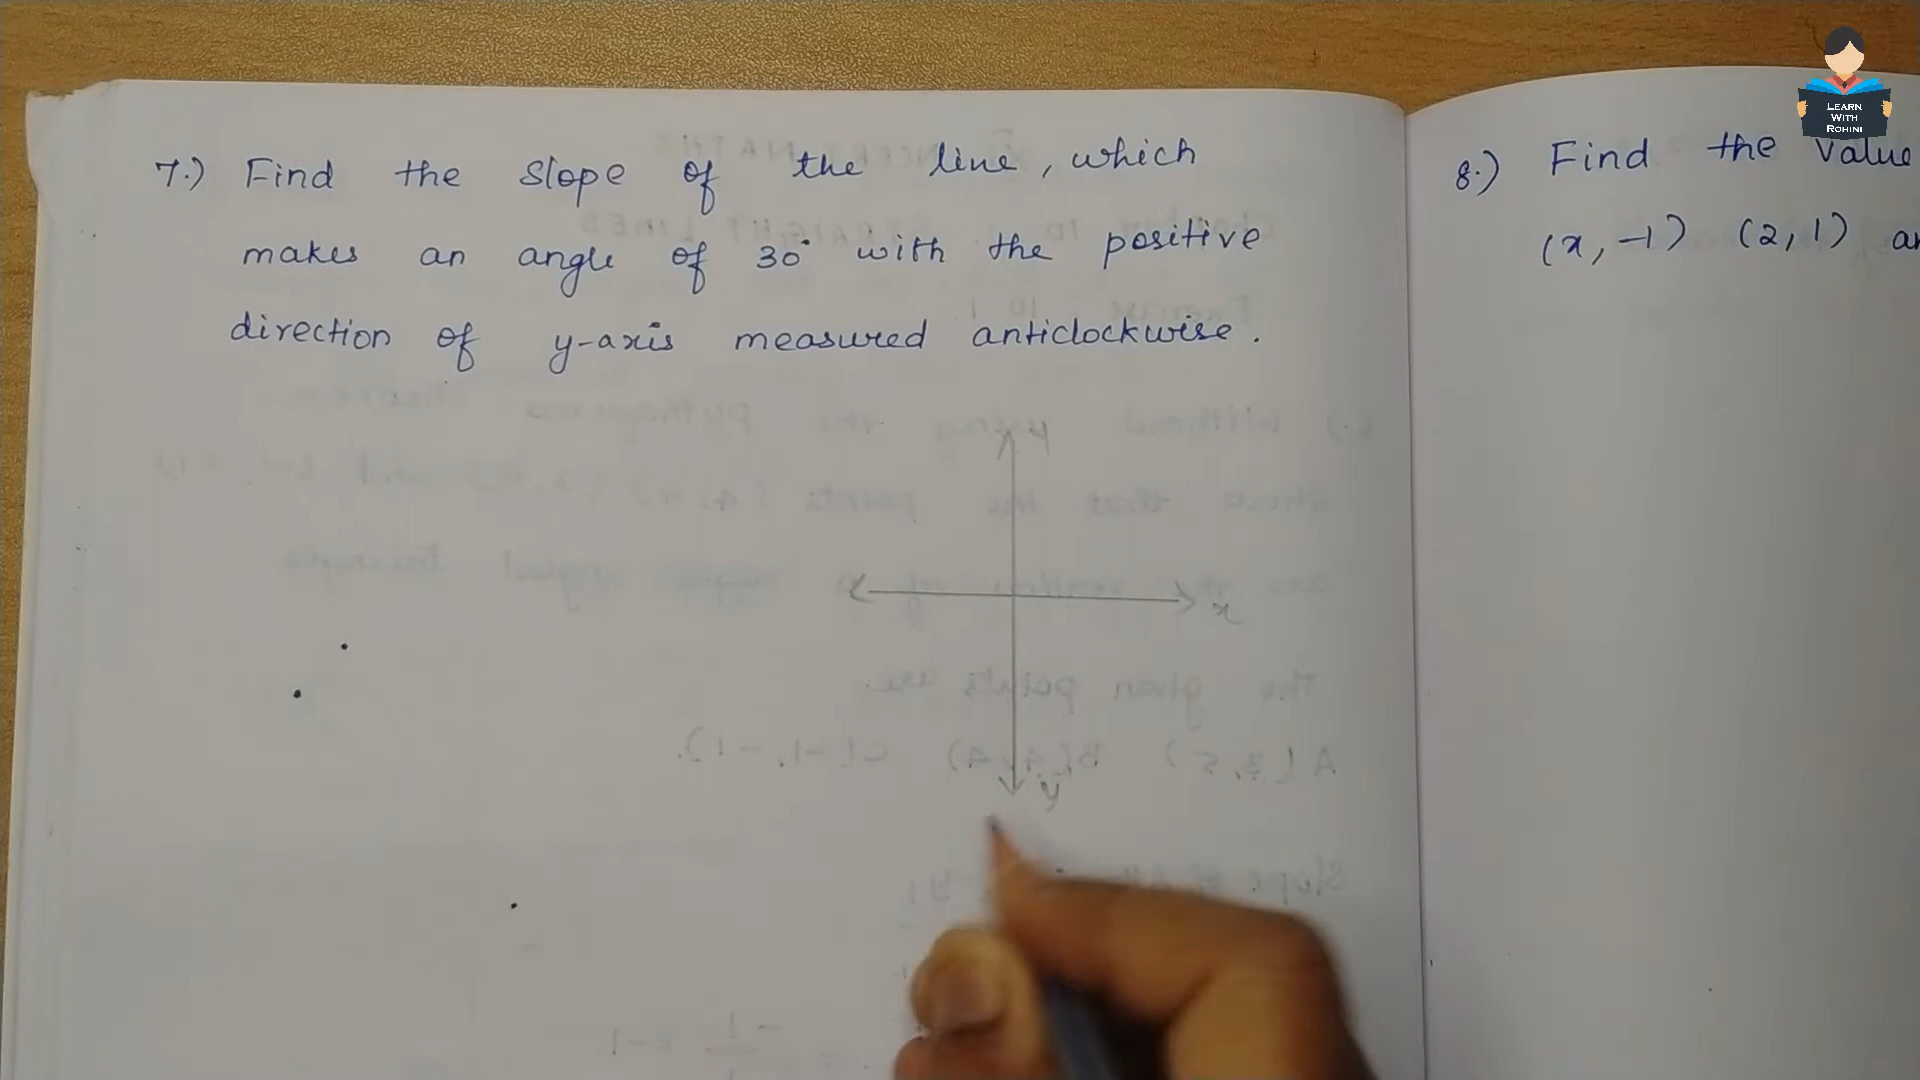 7.) Find the slope of the line, which
makes an angle of 30° with the positive
direction of y-axis measured anticlockwise.
y
x
y
8.) Find the value
(x, -1) (2, 1)
LEARN
WITH
ROHINI